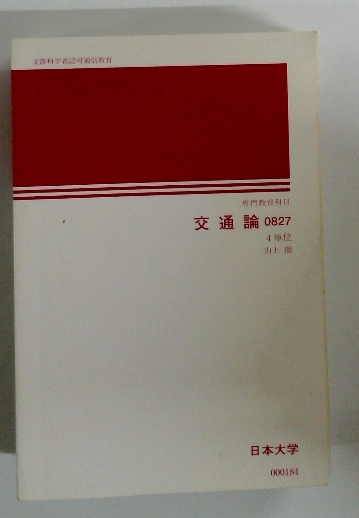 文部科学省認可通信教育
専門教育科目
交通論 0827
4単位
山上 徹
日本大学
000184